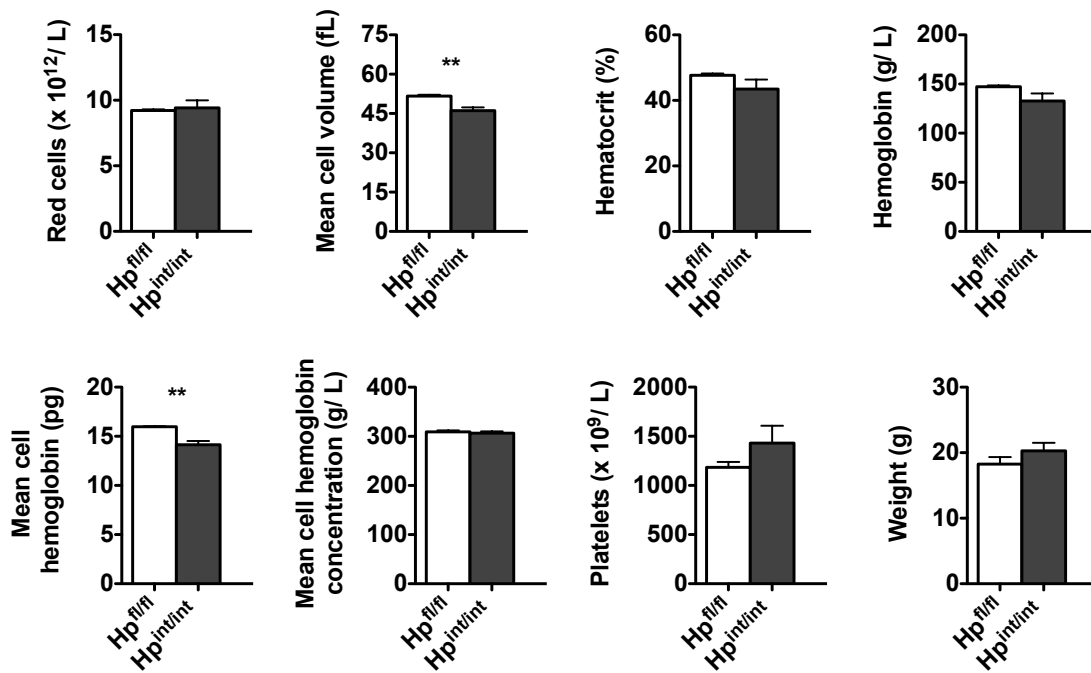 Red cells (x 10¹²/ L)
15
10
5
0
Hp^fl/fl
Hp^int/int
Mean cell volume (fL)
75
60
45
30
15
0
**
Hp^fl/fl
Hp^int/int
Hematocrit (%)
60
40
20
0
Hp^fl/fl
Hp^int/int
Hemoglobin (g/ L)
200
150
100
50
0
Hp^fl/fl
Hp^int/int
Mean cell
hemoglobin (pg)
20
15
10
5
0
**
Hp^fl/fl
Hp^int/int
Mean cell hemoglobin
concentration (g/ L)
400
300
200
100
0
Hp^fl/fl
Hp^int/int
Platelets (x 10⁹/ L)
2000
1500
1000
500
0
Hp^fl/fl
Hp^int/int
Weight (g)
30
20
10
0
Hp^fl/fl
Hp^int/int